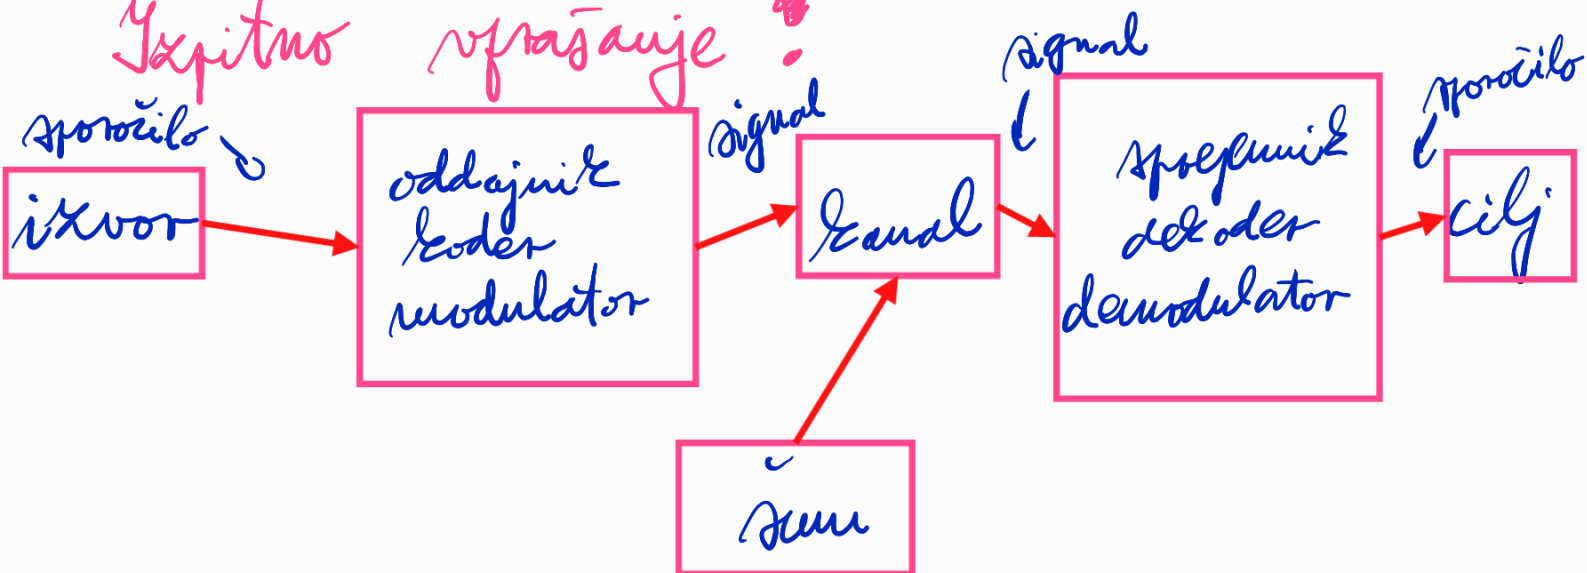 Izpitno vprašanje !
sporočilo
izvor
oddajnik
koder
modulator
signal
kanal
šum
signal
sprejemnik
dekoder
demodulator
sporočilo
cilj